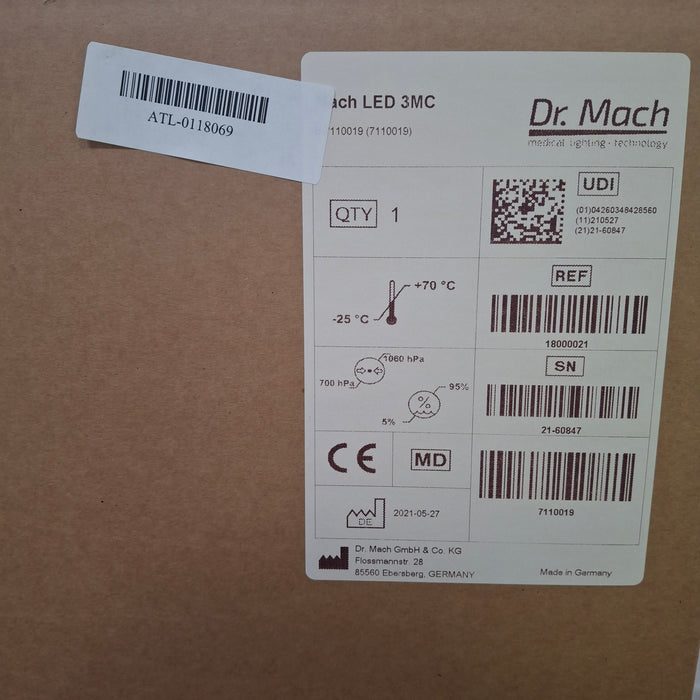 ATL-0118069
ach LED 3MC
7110019 (7110019)
Dr. Mach
medical lighting · technology
QTY 1
UDI
(01)04260348428560
(11)210527
(21)21-60847
+70 °C
-25 °C
REF
18000021
1060 hPa
700 hPa
95%
%
5%
SN
21-60847
CE
MD
7110019
DE
2021-05-27
Dr. Mach GmbH & Co. KG
Flossmannstr. 28
85560 Ebersberg, GERMANY
Made in Germany